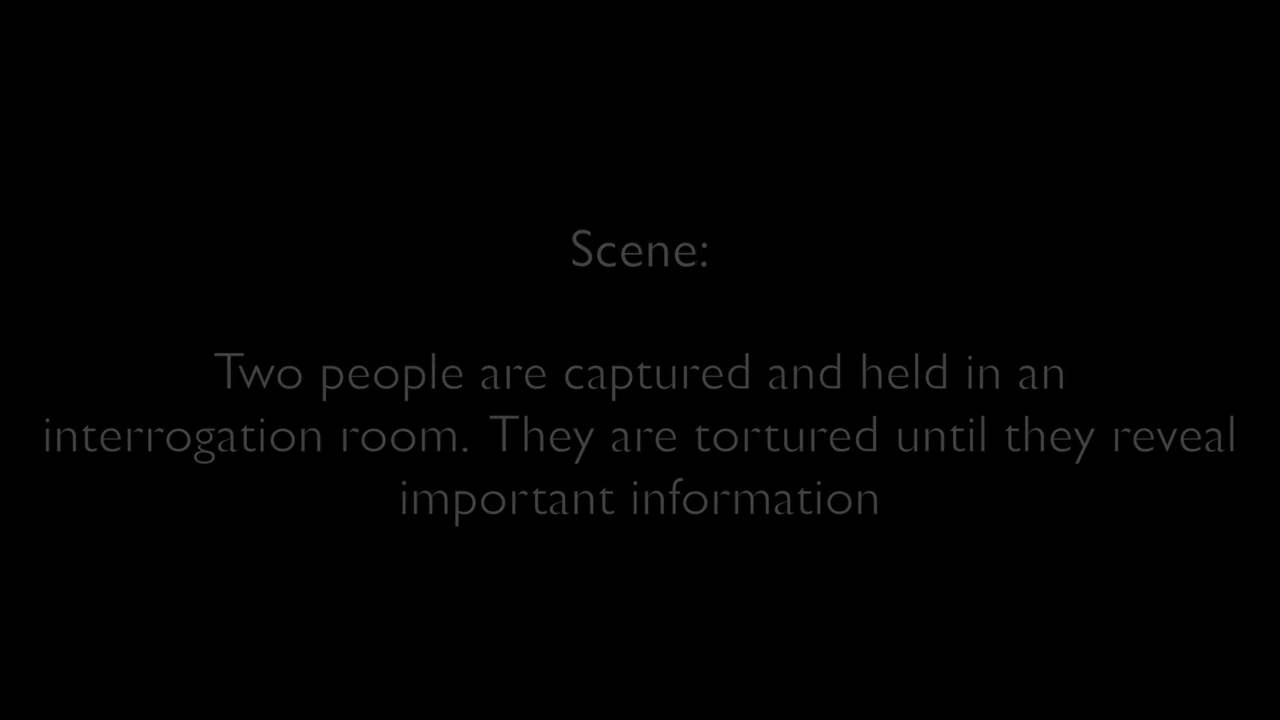 Scene:
Two people are captured and held in an
interrogation room. They are tortured until they reveal
important information